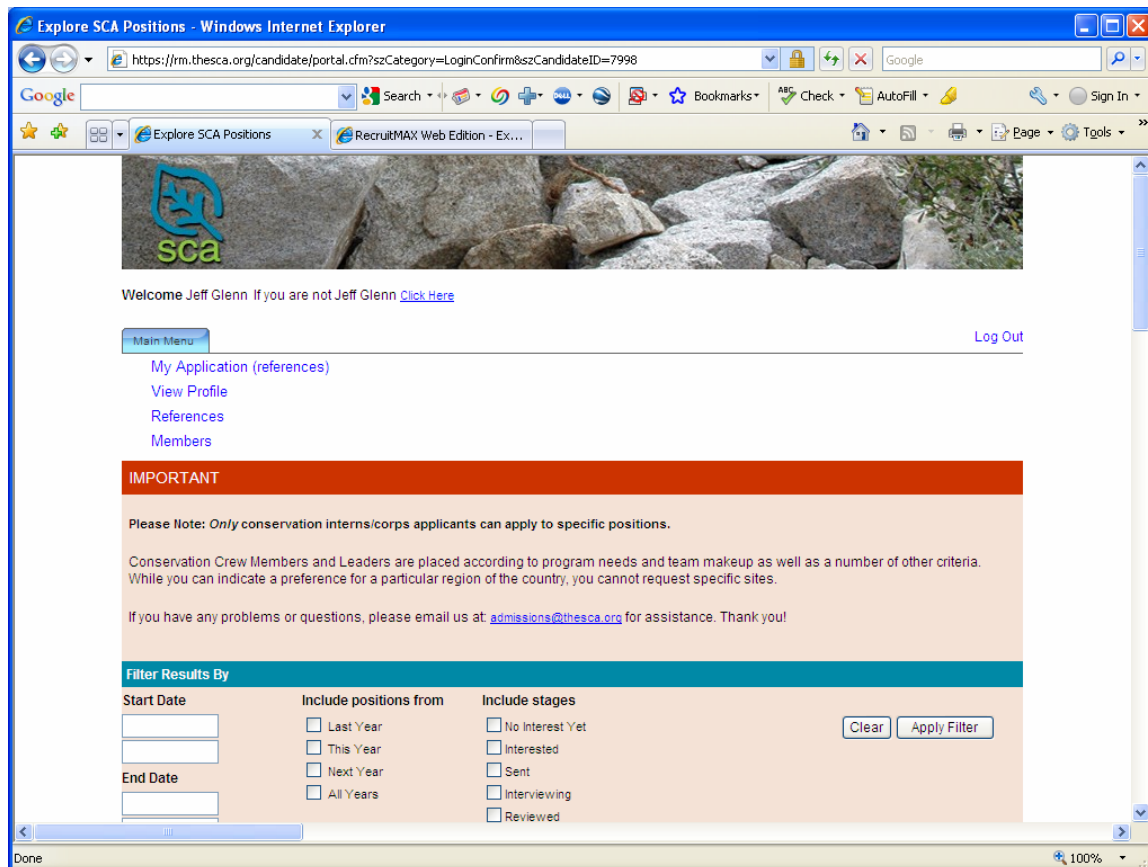 Explore SCA Positions - Windows Internet Explorer
https://rm.thesca.org/candidate/portal.cfm?szCategory=LoginConfirm&szCandidateID=7998
Google
Google
Search
Bookmarks
ABC Check
AutoFill
Sign In
Explore SCA Positions
RecruitMAX Web Edition - Ex...
Page
Tools
sca
Welcome Jeff Glenn If you are not Jeff Glenn Click Here
Main Menu
Log Out
My Application (references)
View Profile
References
Members
IMPORTANT
Please Note: Only conservation interns/corps applicants can apply to specific positions.
Conservation Crew Members and Leaders are placed according to program needs and team makeup as well as a number of other criteria.
While you can indicate a preference for a particular region of the country, you cannot request specific sites.
If you have any problems or questions, please email us at: admissions@thesca.org for assistance. Thank you!
Filter Results By
Start Date
Include positions from
Include stages
Last Year
No Interest Yet
Clear
Apply Filter
This Year
Interested
Next Year
Sent
End Date
All Years
Interviewing
Reviewed
Done
100%